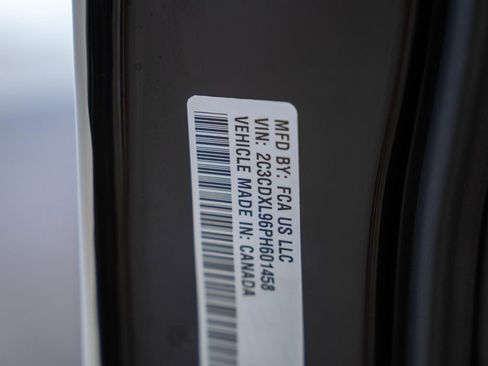 MFD BY: FCA US LLC
VIN: 2C3CDXL96PH601458
VEHICLE MADE IN: CANADA